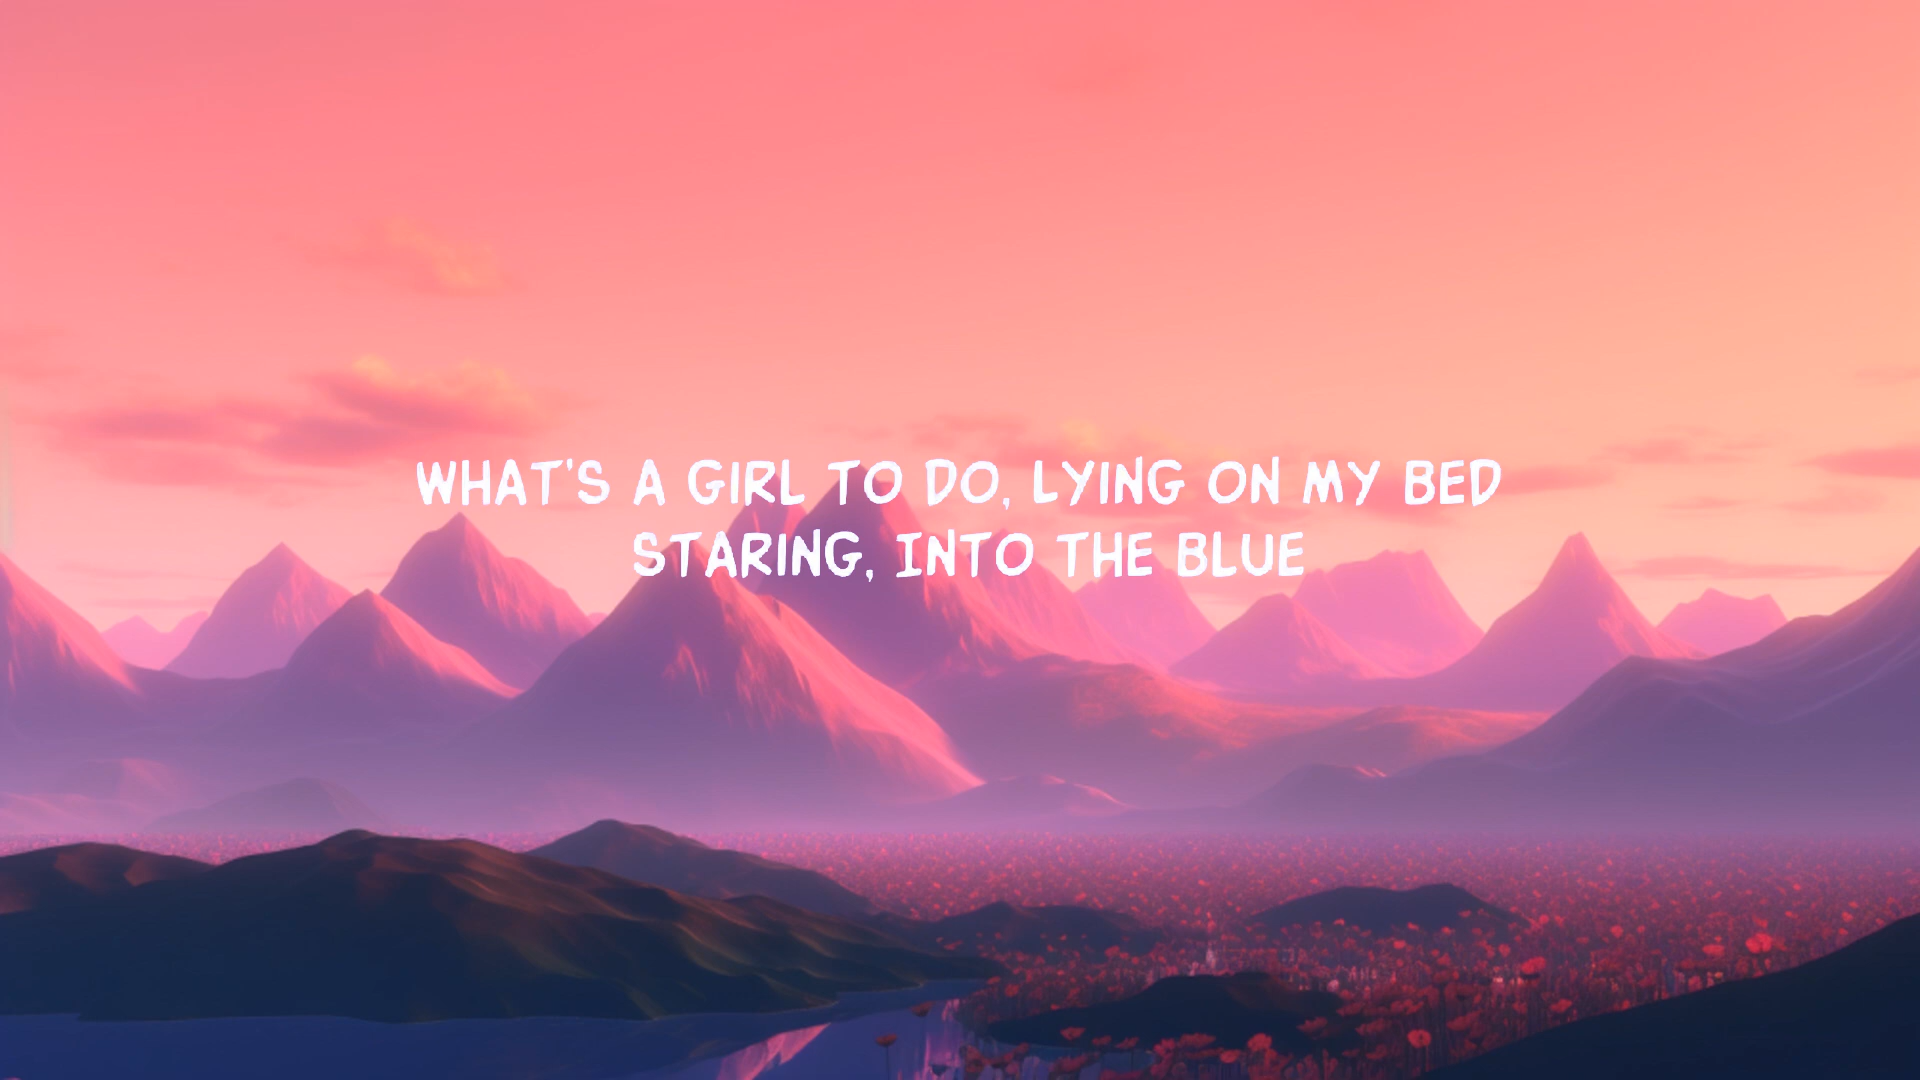 WHAT'S A GIRL TO DO, LYING ON MY BED
STARING, INTO THE BLUE